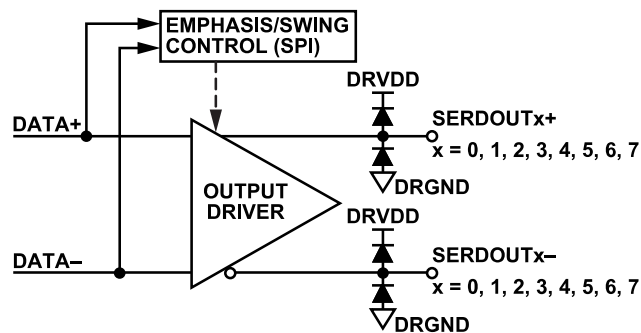 EMPHASIS/SWING
CONTROL (SPI)
DRVDD
DATA+
SERDOUTx+
x = 0, 1, 2, 3, 4, 5, 6, 7
OUTPUT
DRIVER
DRGND
DRVDD
DATA–
SERDOUTx–
x = 0, 1, 2, 3, 4, 5, 6, 7
DRGND